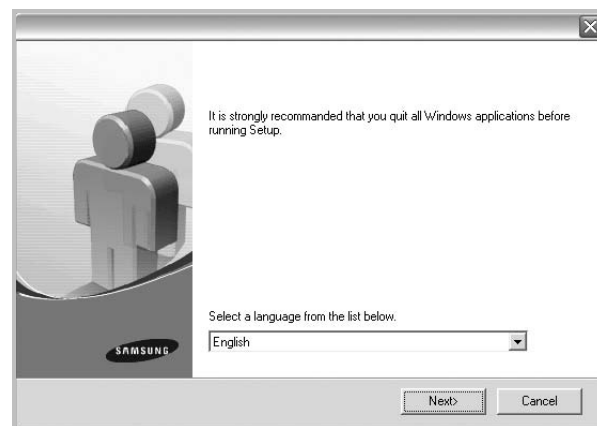 It is strongly recommanded that you quit all Windows applications before
running Setup.
Select a language from the list below.
English
SAMSUNG
Next>
Cancel